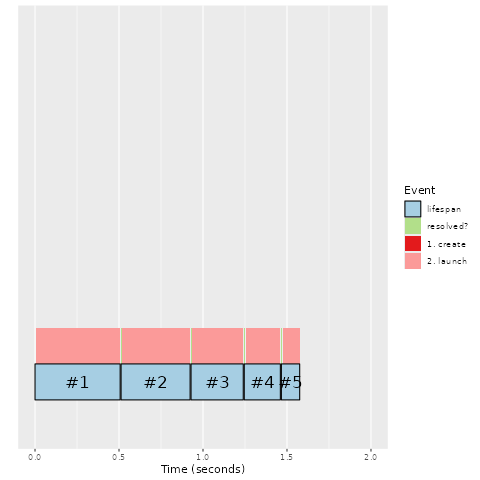 Event
lifespan
resolved?
1. create
2. launch
#1 #2 #3 #4 #5
0.0 0.5 1.0 1.5 2.0
Time (seconds)